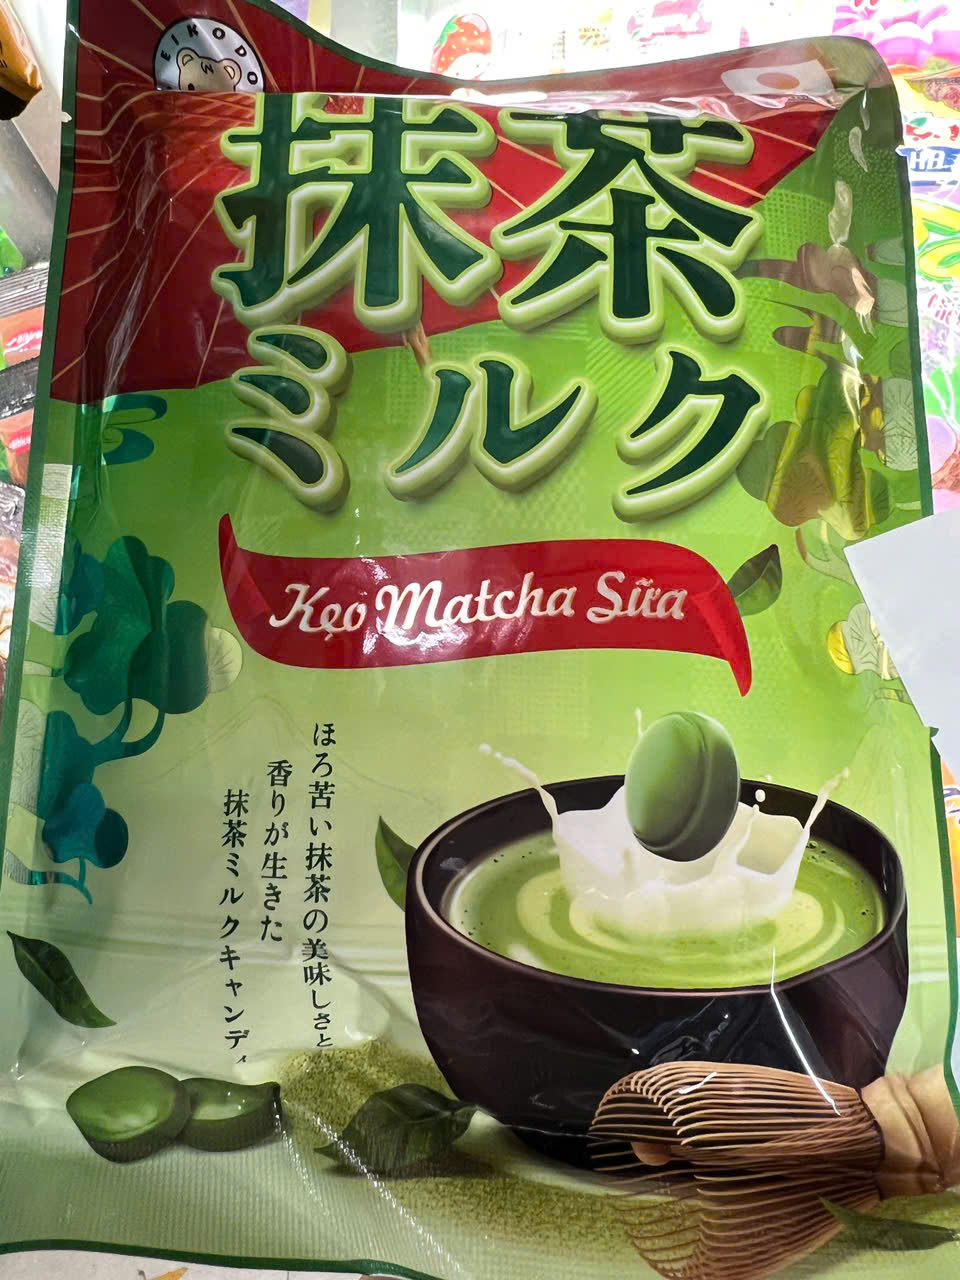 EIKODO
抹茶
ミルク
Kẹo Matcha Sữa
ほろ苦い抹茶の美味しさと
香りが生きた
抹茶ミルクキャンディ